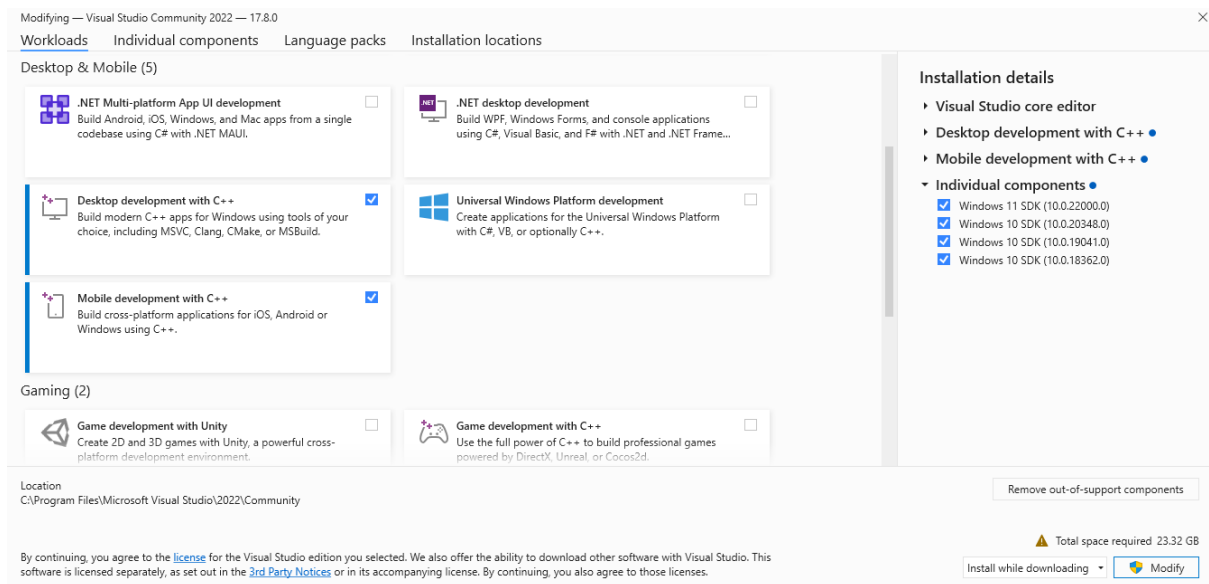 Modifying — Visual Studio Community 2022 — 17.8.0
Workloads Individual components Language packs Installation locations
Desktop & Mobile (5)
.NET Multi-platform App UI development
Build Android, iOS, Windows, and Mac apps from a single
codebase using C# with .NET MAUI.
.NET
.NET desktop development
Build WPF, Windows Forms, and console applications
using C#, Visual Basic, and F# with .NET and .NET Frame...
Desktop development with C++
Build modern C++ apps for Windows using tools of your
choice, including MSVC, Clang, CMake, or MSBuild.
Universal Windows Platform development
Create applications for the Universal Windows Platform
with C#, VB, or optionally C++.
Mobile development with C++
Build cross-platform applications for iOS, Android or
Windows using C++.
Gaming (2)
Game development with Unity
Create 2D and 3D games with Unity, a powerful cross-
platform development environment.
Game development with C++
Use the full power of C++ to build professional games
powered by DirectX, Unreal, or Cocos2d.
Installation details
Visual Studio core editor
Desktop development with C++
Mobile development with C++
Individual components
Windows 11 SDK (10.0.22000.0)
Windows 10 SDK (10.0.20348.0)
Windows 10 SDK (10.0.19041.0)
Windows 10 SDK (10.0.18362.0)
Location
C:\Program Files\Microsoft Visual Studio\2022\Community
Remove out-of-support components
Total space required 23.32 GB
By continuing, you agree to the license for the Visual Studio edition you selected. We also offer the ability to download other software with Visual Studio. This
software is licensed separately, as set out in the 3rd Party Notices or in its accompanying license. By continuing, you also agree to those licenses.
Install while downloading
Modify